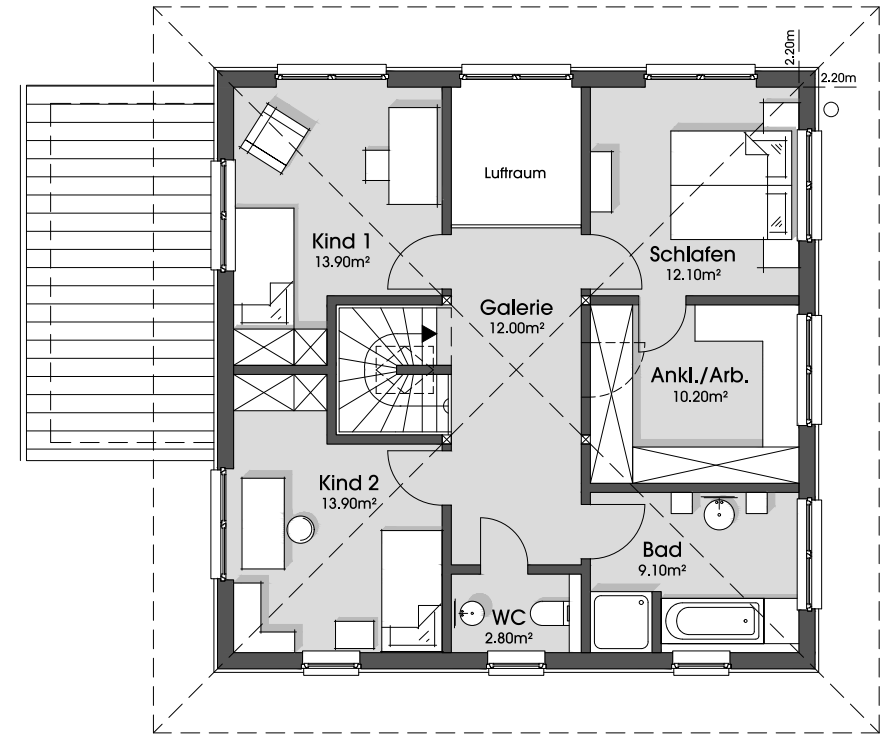 2.20m
2.20m
Luftraum
Kind 1
13.90m²
Schlafen
12.10m²
Galerie
12.00m²
Ankl./Arb.
10.20m²
Kind 2
13.90m²
Bad
9.10m²
WC
2.80m²